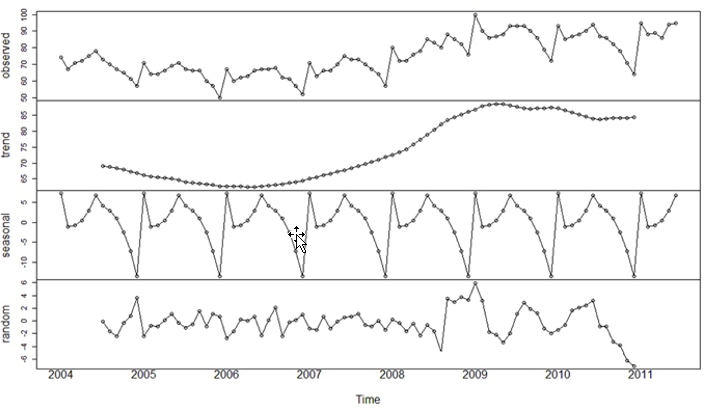 observed
50 60 70 80 90 100
trend
65 70 75 80 85
seasonal
-10 -5 0 5
random
-6 -4 -2 0 2 4 6
2004 2005 2006 2007 2008 2009 2010 2011
Time